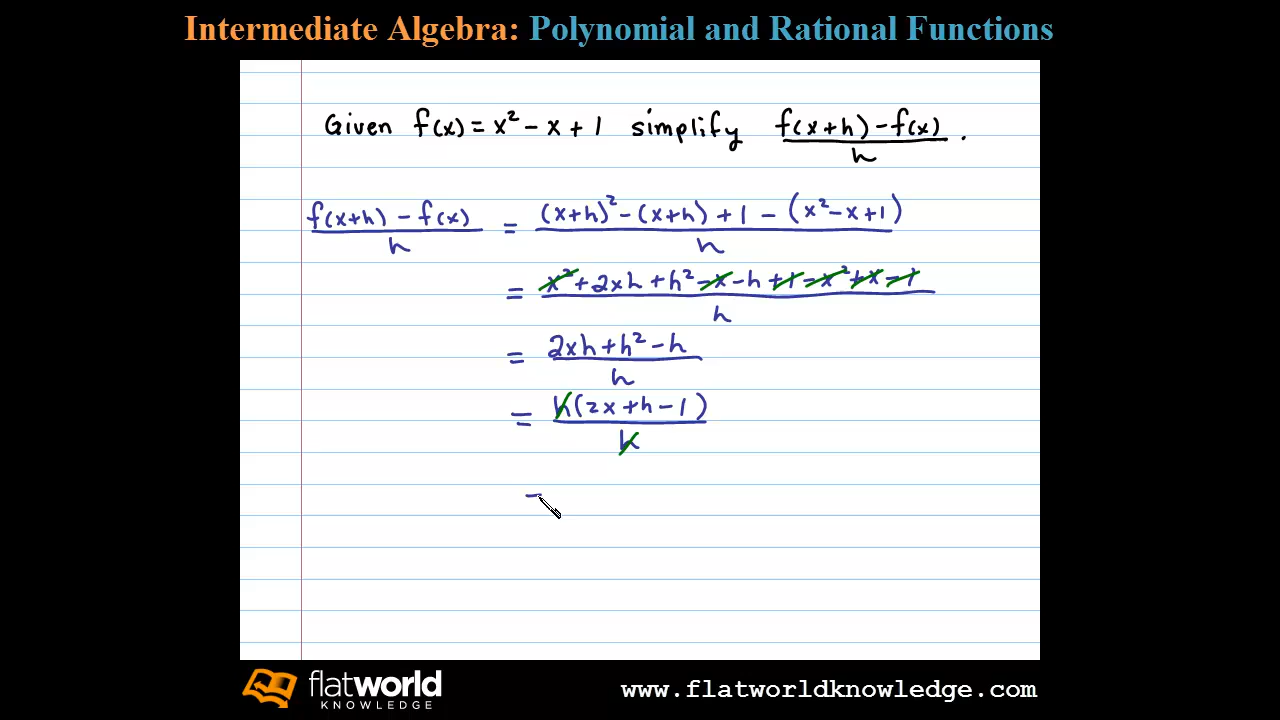 Intermediate Algebra: Polynomial and Rational Functions
Given f(x) = x² - x + 1 simplify (f(x+h) - f(x))/h .
(f(x+h) - f(x))/h = ((x+h)² - (x+h) + 1 - (x² - x + 1))/h
= (x² + 2xh + h² - x - h + 1 - x² + x - 1)/h
= (2xh + h² - h)/h
= (h(2x + h - 1))/h
flatworld
KNOWLEDGE
www.flatworldknowledge.com